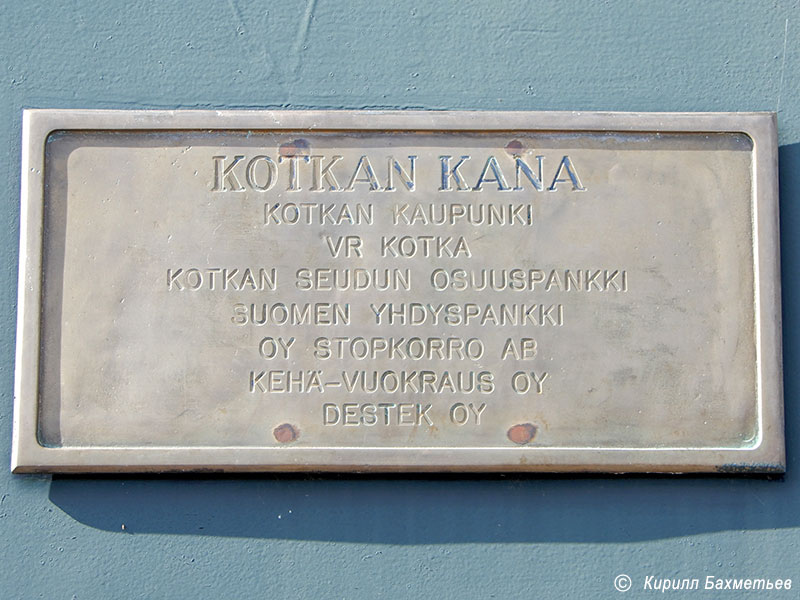 KOTKAN KANA
KOTKAN KAUPUNKI
VR KOTKA
KOTKAN SEUDUN OSUUSPANKKI
SUOMEN YHDYSPANKKI
OY STOPKORRO AB
KEHÄ-VUOKRAUS OY
DESTEK OY
© Кирилл Бахметьев